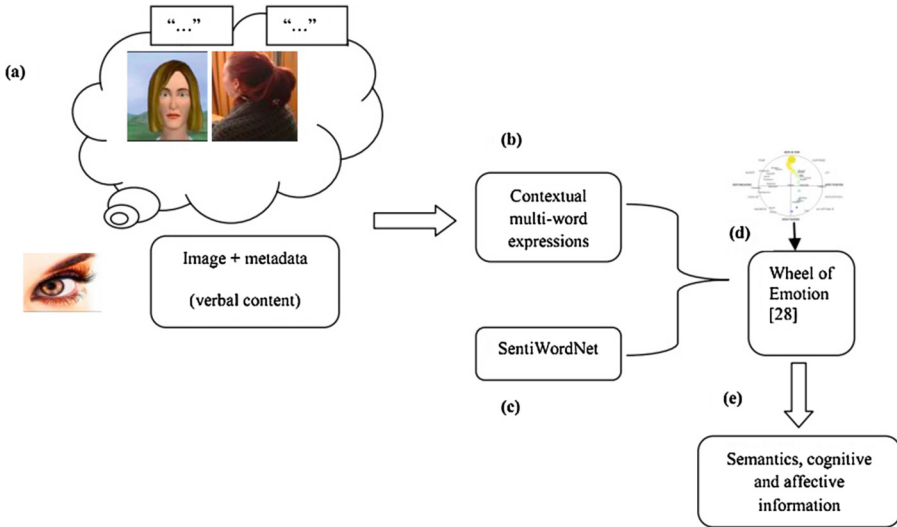 “…” “…”
(a)
(b)
Contextual
multi-word
expressions
Image + metadata
(verbal content)
(d)
Wheel of
Emotion
[28]
SentiWordNet
(c)
(e)
Semantics, cognitive
and affective
information